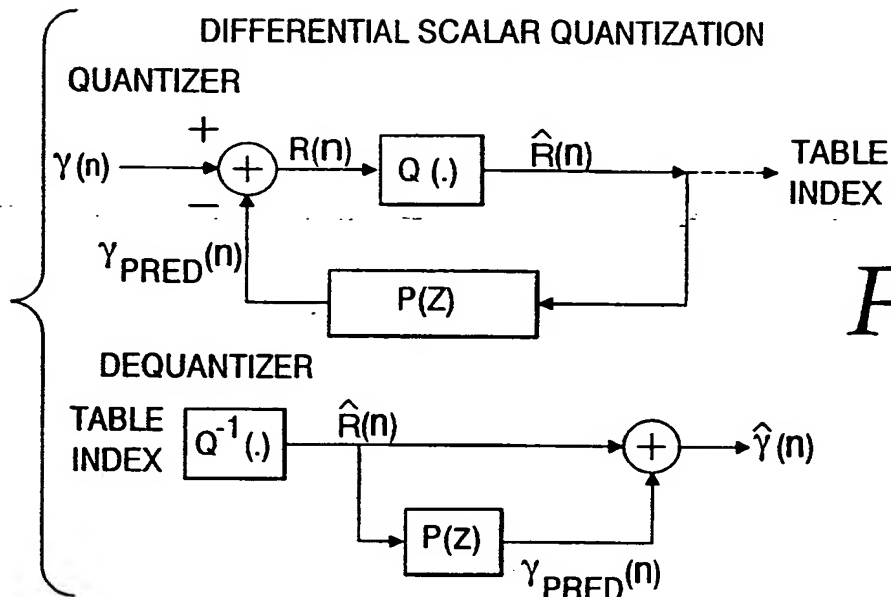 DIFFERENTIAL SCALAR QUANTIZATION
QUANTIZER
+
γ(n) + R(n) Q (.) R̂(n) TABLE INDEX
−
γPRED(n)
P(Z)
F
DEQUANTIZER
TABLE INDEX Q⁻¹(.) R̂(n) + γ̂(n)
P(Z)
γPRED(n)